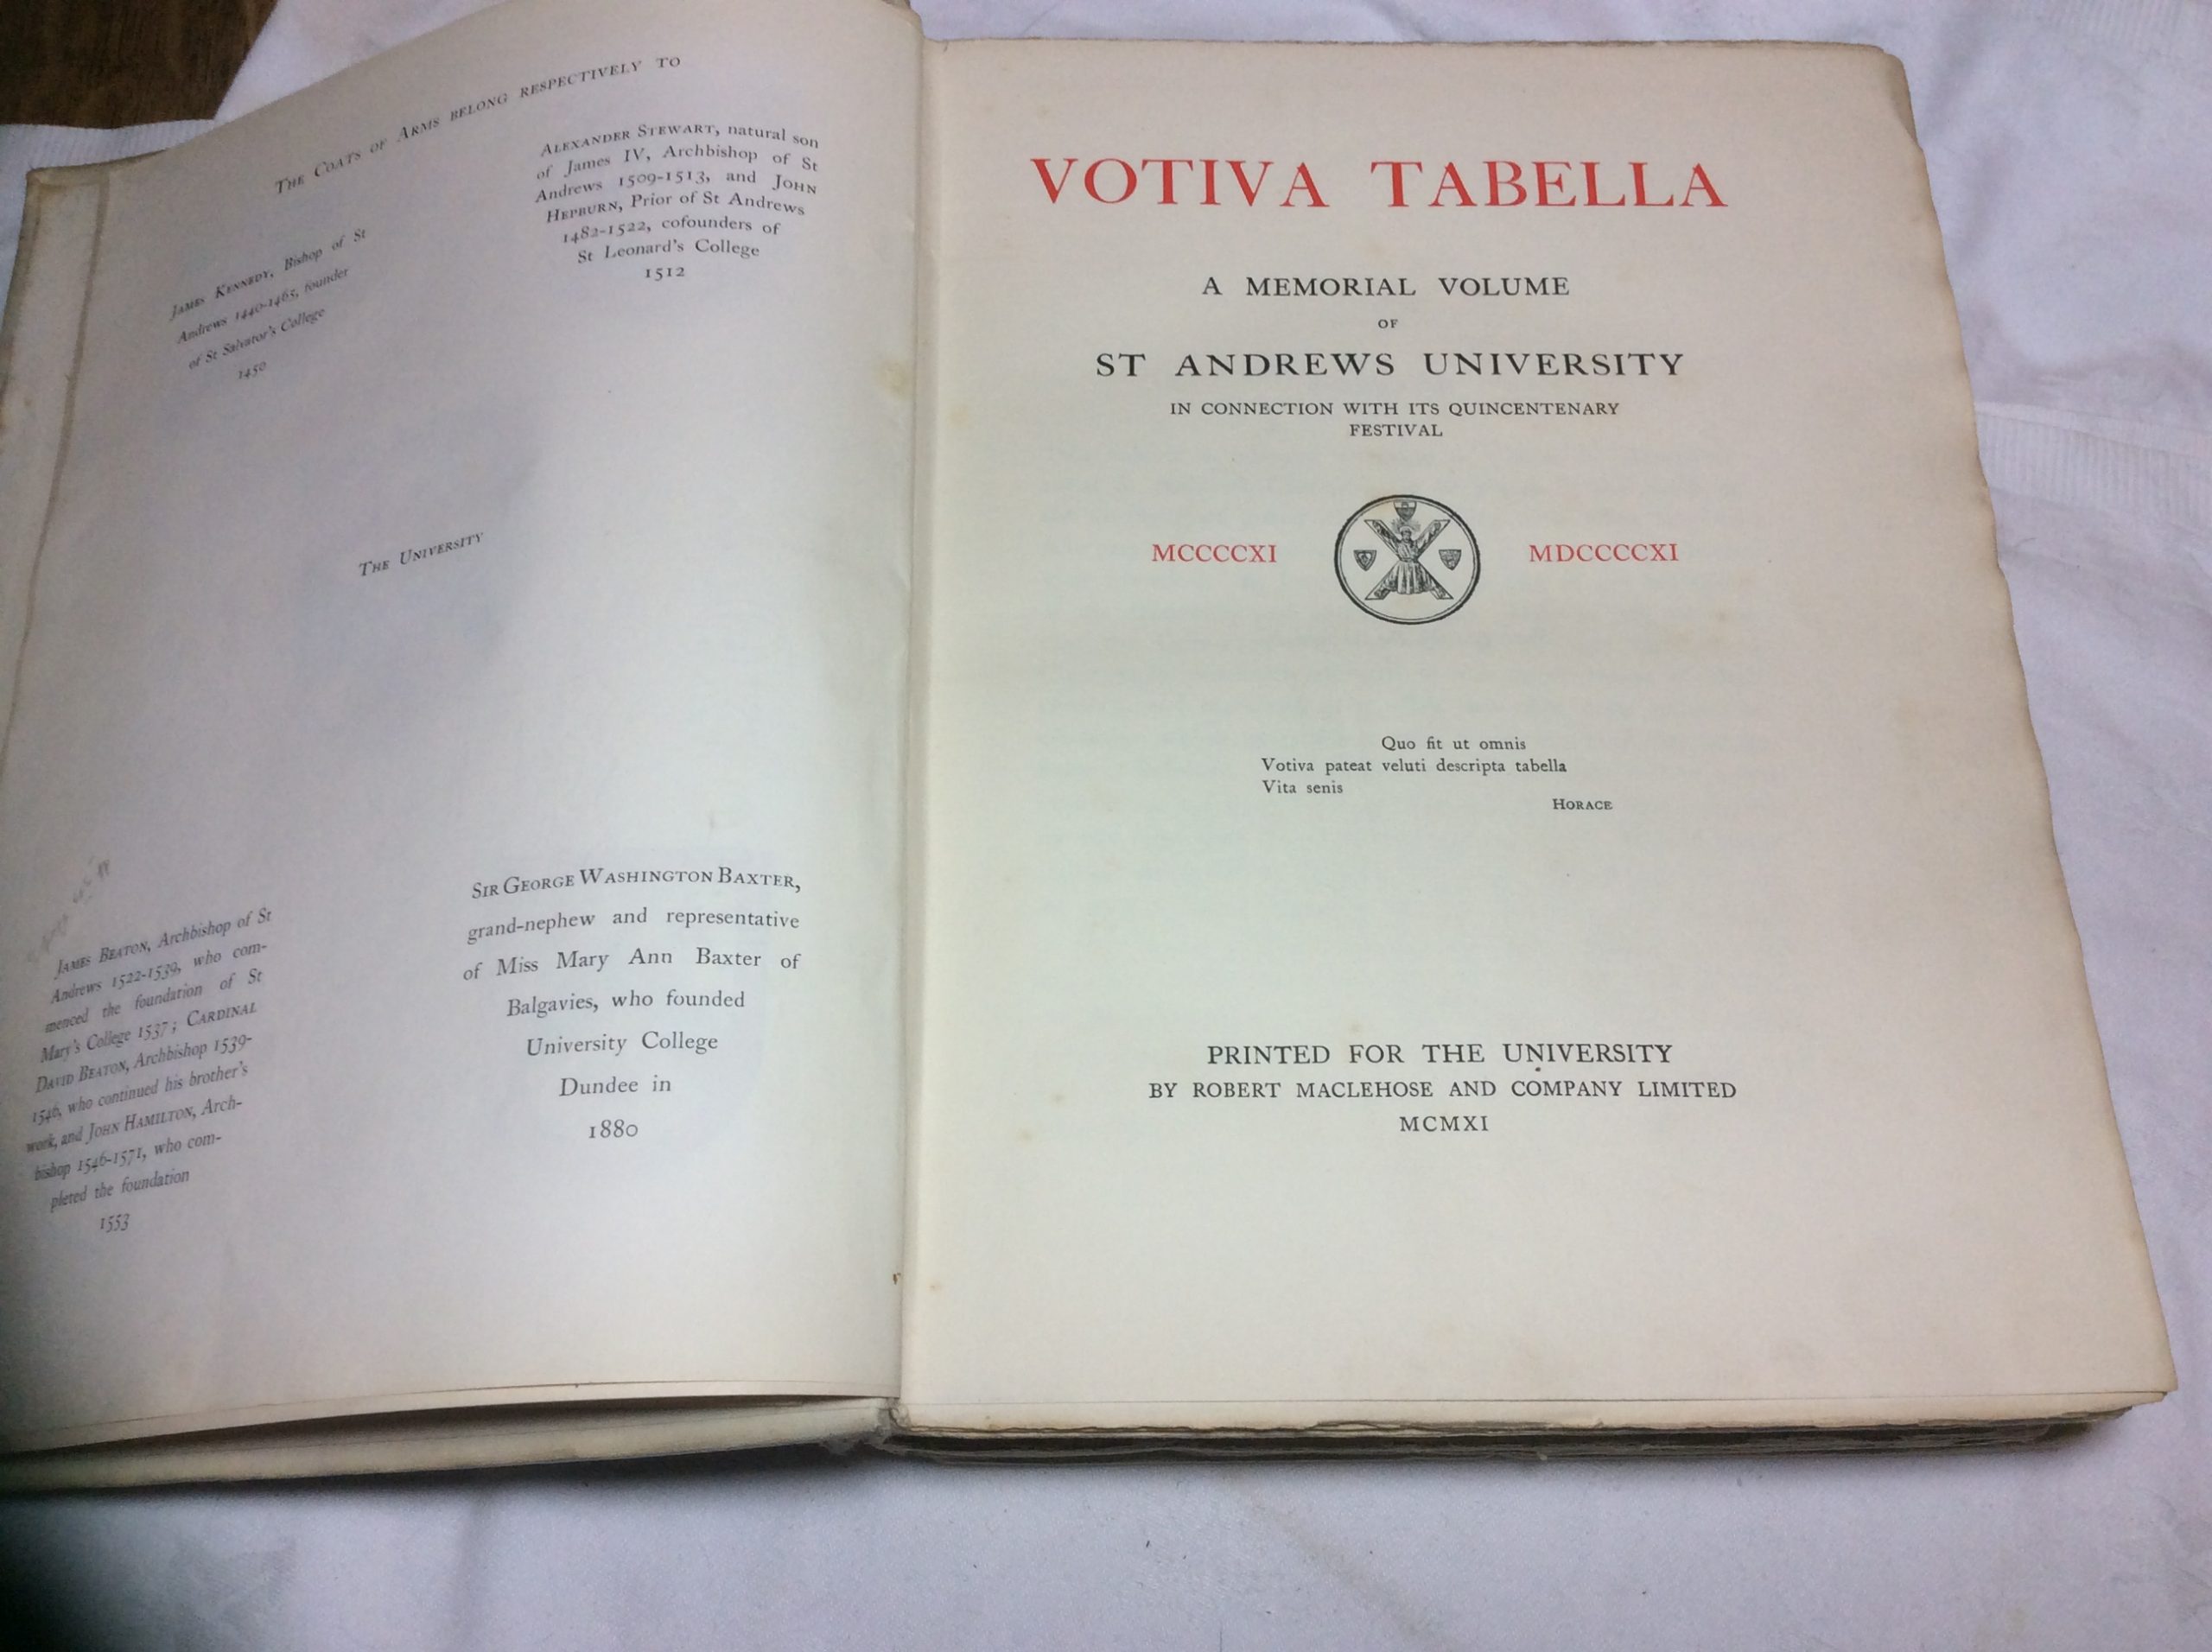 The Coats of Arms belong respectively to
James Kennedy, Bishop of St
Andrews 1440-1465, founder
of St Salvator's College
1450
Alexander Stewart, natural son
of James IV, Archbishop of St
Andrews 1509-1513, and John
Hepburn, Prior of St Andrews
1482-1522, cofounders of
St Leonard's College
1512
The University
James Beaton, Archbishop of St
Andrews 1522-1539, who com-
menced the foundation of St
Mary's College 1537; Cardinal
David Beaton, Archbishop 1539-
1546, who continued his brother's
work, and John Hamilton, Arch-
bishop 1546-1571, who com-
pleted the foundation
1553
Sir George Washington Baxter,
grand-nephew and representative
of Miss Mary Ann Baxter of
Balgavies, who founded
University College
Dundee in
1880
VOTIVA TABELLA
A MEMORIAL VOLUME
OF
ST ANDREWS UNIVERSITY
IN CONNECTION WITH ITS QUINCENTENARY
FESTIVAL
MCCCCXI MDCCCCXI
Quo fit ut omnis
Votiva pateat veluti descripta tabella
Vita senis
Horace
PRINTED FOR THE UNIVERSITY
BY ROBERT MACLEHOSE AND COMPANY LIMITED
MCMXI